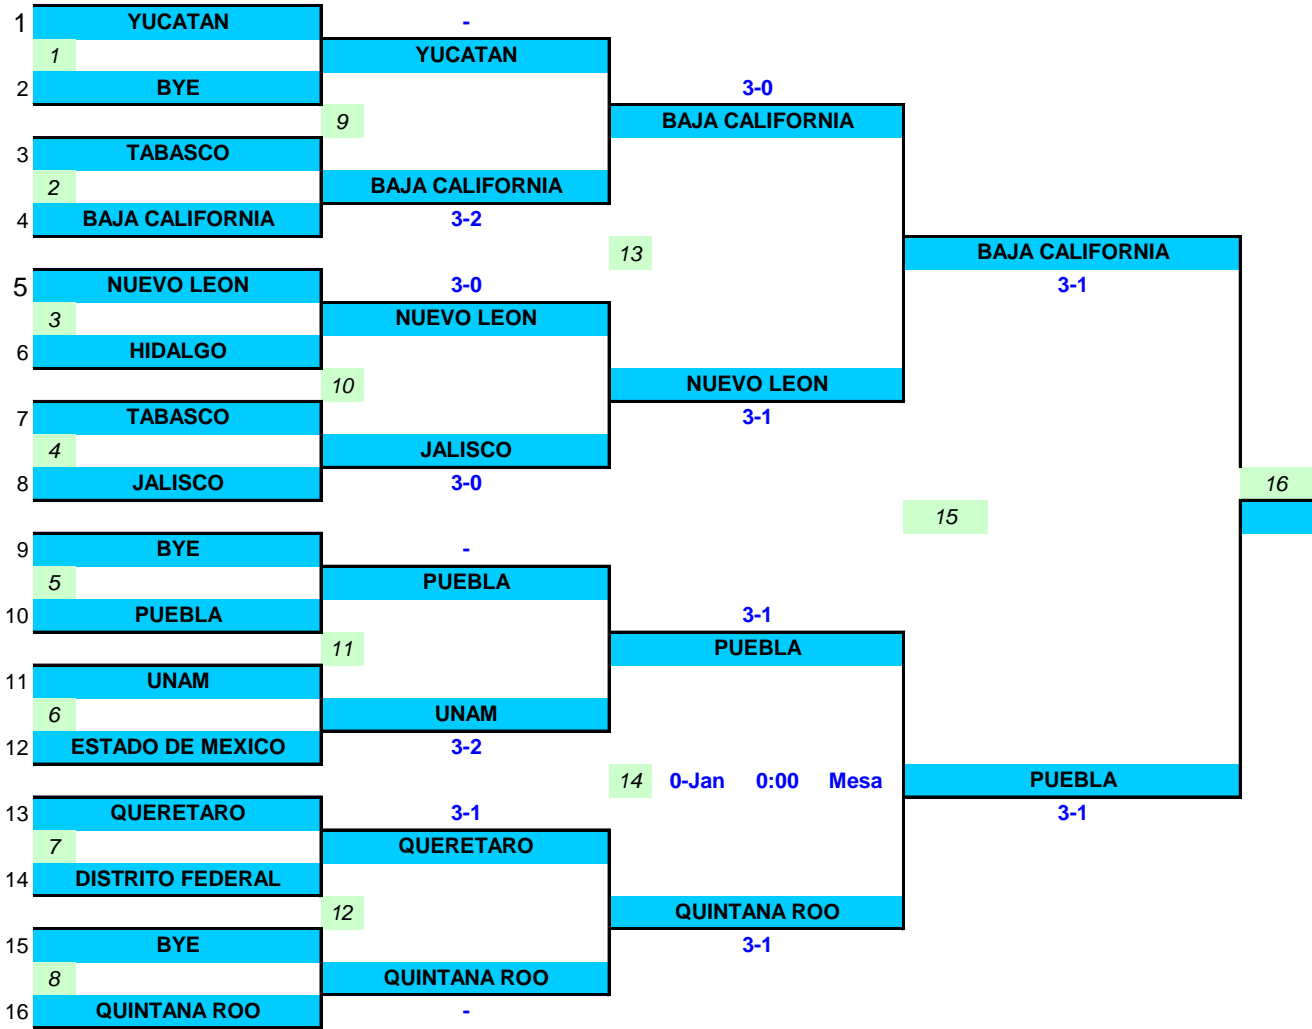 1 YUCATAN -
1 YUCATAN
2 BYE 3-0
9 BAJA CALIFORNIA
3 TABASCO
2 BAJA CALIFORNIA
4 BAJA CALIFORNIA 3-2
13 BAJA CALIFORNIA
5 NUEVO LEON 3-0 3-1
3 NUEVO LEON
6 HIDALGO
10 NUEVO LEON
7 TABASCO 3-1
4 JALISCO
8 JALISCO 3-0 16
15
9 BYE -
5 PUEBLA
10 PUEBLA 3-1
11 PUEBLA
11 UNAM
6 UNAM
12 ESTADO DE MEXICO 3-2
14 0-Jan 0:00 Mesa PUEBLA
13 QUERETARO 3-1 3-1
7 QUERETARO
14 DISTRITO FEDERAL
12 QUINTANA ROO
15 BYE 3-1
8 QUINTANA ROO
16 QUINTANA ROO -